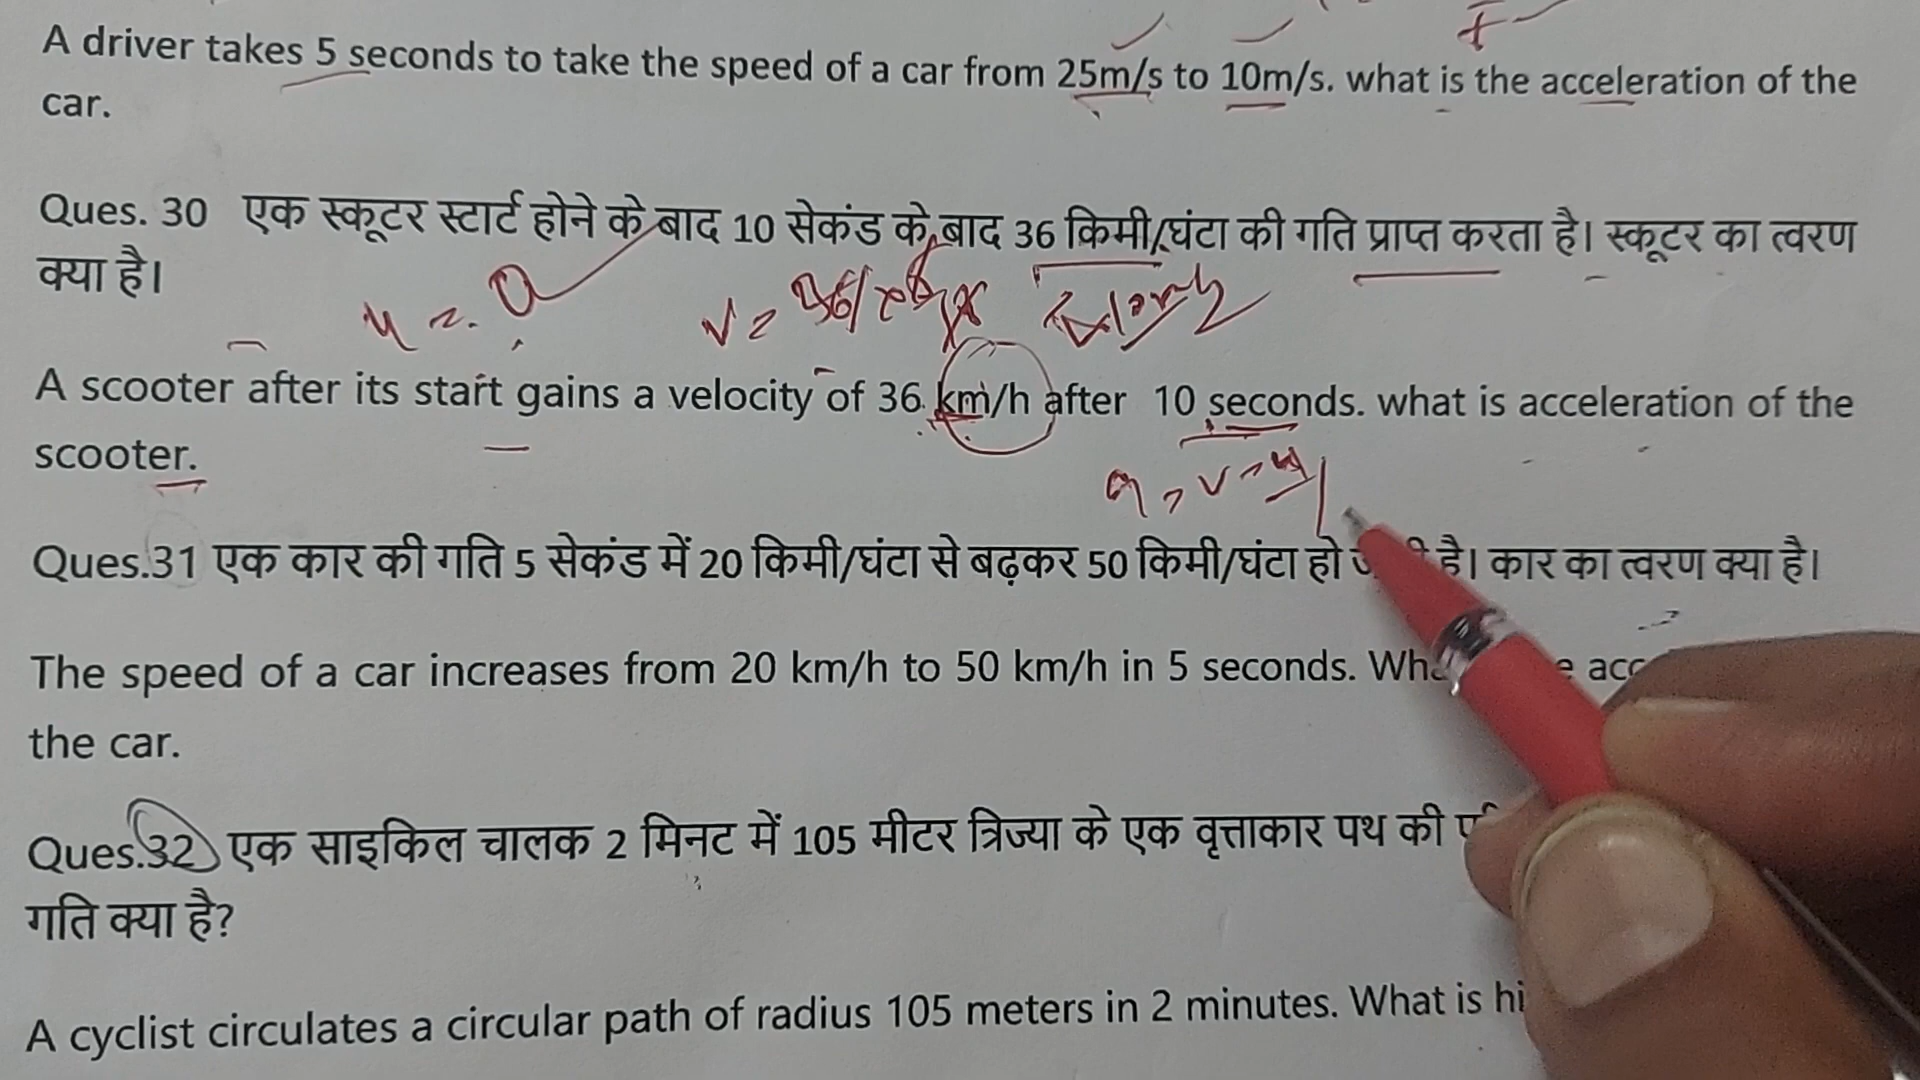 A driver takes 5 seconds to take the speed of a car from 25m/s to 10m/s. what is the acceleration of the
car.
Ques. 30 एक स्कूटर स्टार्ट होने के बाद 10 सेकंड के बाद 36 किमी/घंटा की गति प्राप्त करता है। स्कूटर का त्वरण
क्या है।
u = 0
A scooter after its start gains a velocity of 36 km/h after 10 seconds. what is acceleration of the
scooter.
a = v-u
Ques.31 एक कार की गति 5 सेकंड में 20 किमी/घंटा से बढ़कर 50 किमी/घंटा हो है। कार का त्वरण क्या है।
The speed of a car increases from 20 km/h to 50 km/h in 5 seconds.
the car.
Ques.32 एक साइकिल चालक 2 मिनट में 105 मीटर त्रिज्या के एक वृत्ताकार पथ की
गति क्या है?
A cyclist circulates a circular path of radius 105 meters in 2 minutes. What is